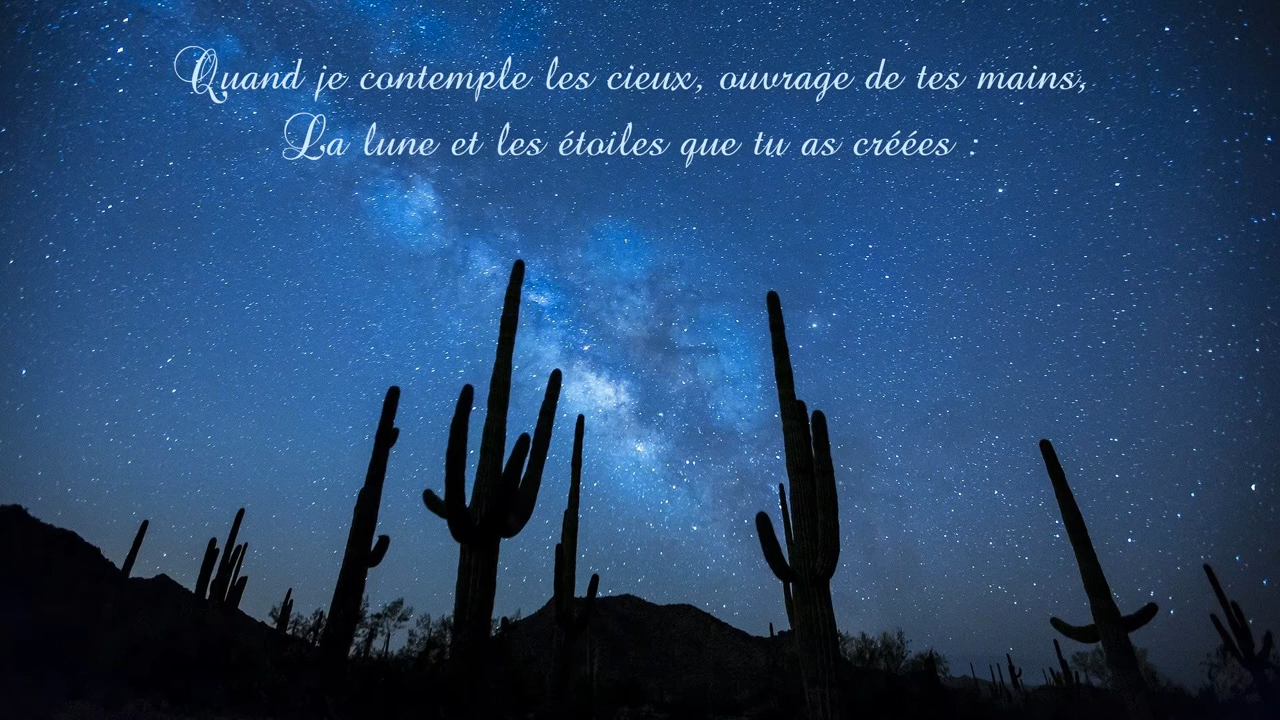 Quand je contemple les cieux, ouvrage de tes mains,
La lune et les étoiles que tu as créées :